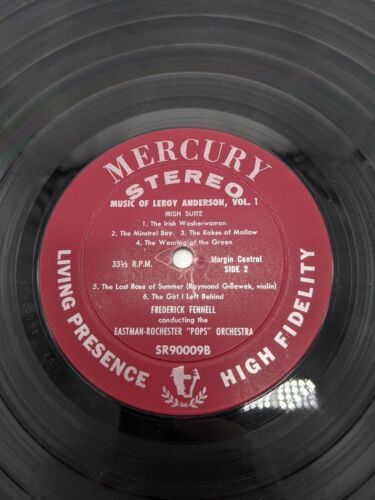 MERCURY
STEREO
MUSIC OF LEROY ANDERSON, VOL. 1
IRISH SUITE
1. The Irish Washerwoman
2. The Minstrel Boy 3. The Rakes of Mallow
4. The Wearing of the Green
33⅓ R.P.M.
Margin Control
SIDE 2
5. The Last Rose of Summer (Raymond Gniewek, violin)
6. The Girl I Left Behind
FREDERICK FENNELL
conducting the
EASTMAN-ROCHESTER "POPS" ORCHESTRA
SR90009B
LIVING PRESENCE
HIGH FIDELITY